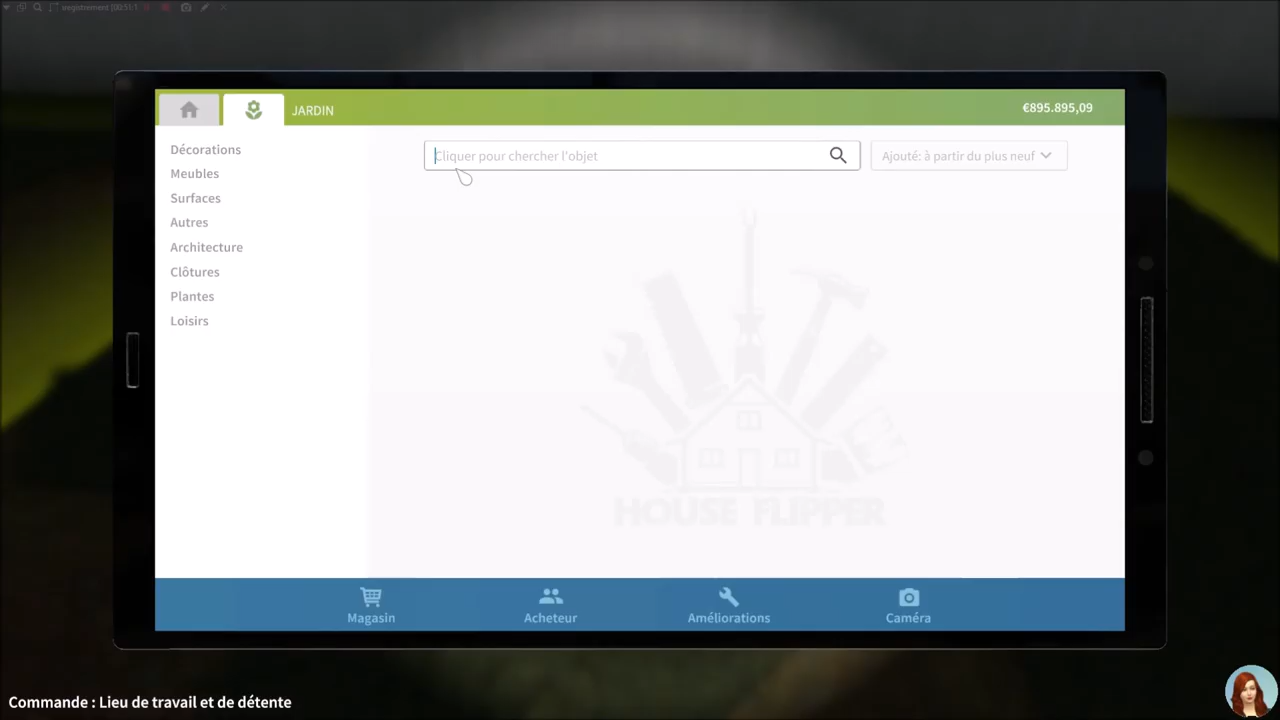 JARDIN
€895.895,09
Cliquer pour chercher l'objet
Ajouté: à partir du plus neuf
Décorations
Meubles
Surfaces
Autres
Architecture
Clôtures
Plantes
Loisirs
HOUSE FLIPPER
Magasin
Acheteur
Améliorations
Caméra
Commande : Lieu de travail et de détente